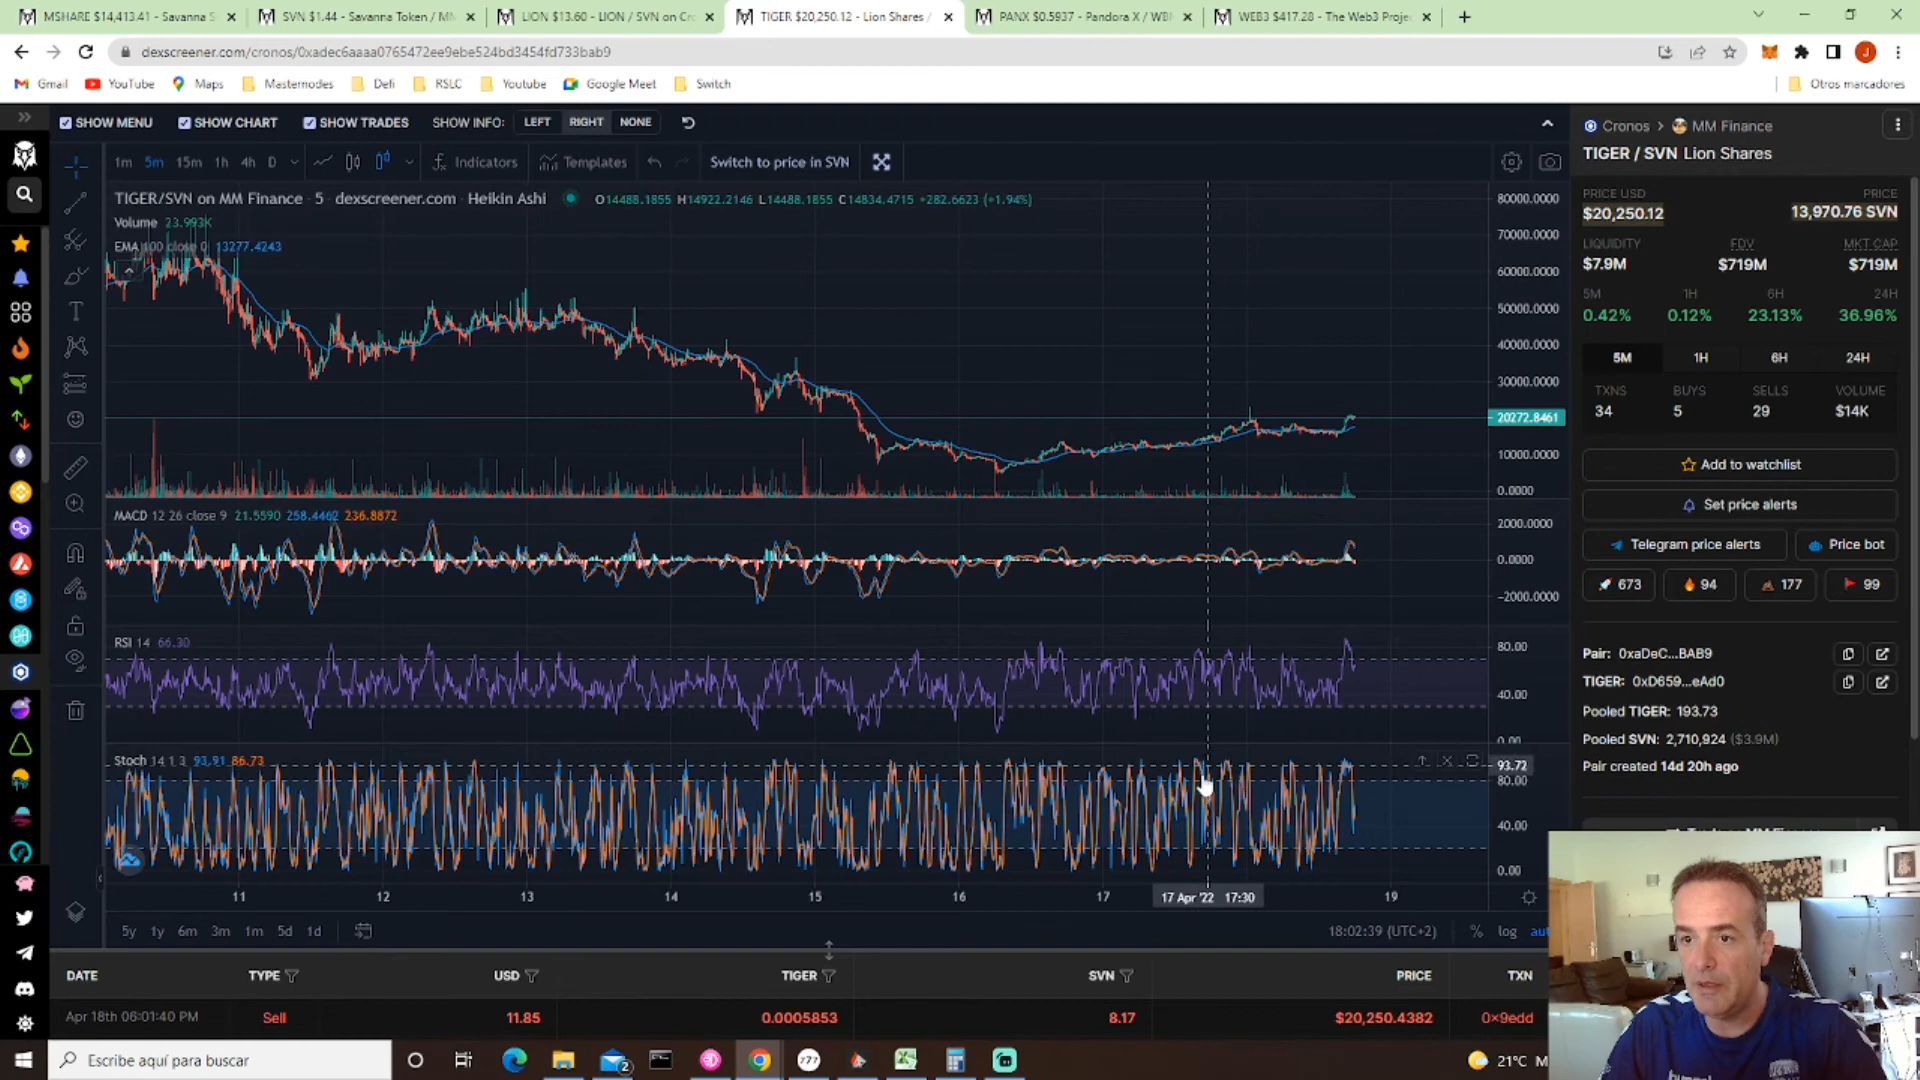 MSHARE $14,413.41 - Savanna S
SVN $1.44 - Savanna Token / MM
LION $13.60 - LION / SVN on Cro
TIGER $20,250.12 - Lion Shares /
PANX $0.5937 - Pandora X / WB
WEB3 $417.28 - The Web3 Proje
dexscreener.com/cronos/0xadec6aaaa0765472ee9ebe524bd3454fd733bab9
J
Gmail YouTube Maps Masternodes Defi RSLC Youtube Google Meet Switch Otros marcadores
SHOW MENU SHOW CHART SHOW TRADES SHOW INFO: LEFT RIGHT NONE
1m 5m 15m 1h 4h D Indicators Templates Switch to price in SVN
TIGER/SVN on MM Finance · 5 · dexscreener.com · Heikin Ashi O14488.1855 H14922.2146 L14488.1855 C14834.4715 +282.6623 (+1.94%)
Volume 23.993K
EMA 100 close 0 13277.4243
80000.0000
70000.0000
60000.0000
50000.0000
40000.0000
30000.0000
20272.8461
10000.0000
0.0000
MACD 12 26 close 9 21.5590 258.4462 236.8872
2000.0000
0.0000
−2000.0000
RSI 14 66.30
80.00
40.00
0.00
Stoch 14 1 3 93.91 86.73
93.72
80.00
40.00
0.00
11 12 13 14 15 16 17 17 Apr '22 17:30 19
5y 1y 6m 3m 1m 5d 1d 18:02:39 (UTC+2) % log
DATE TYPE USD TIGER SVN PRICE TXN
Apr 18th 06:01:40 PM Sell 11.85 0.0005853 8.17 $20,250.4382 0x9edd
Cronos > MM Finance
TIGER / SVN Lion Shares
PRICE USD PRICE
$20,250.12 13,970.76 SVN
LIQUIDITY FDV MKT CAP
$7.9M $719M $719M
5M 1H 6H 24H
0.42% 0.12% 23.13% 36.96%
5M 1H 6H 24H
TXNS BUYS SELLS VOLUME
34 5 29 $14K
Add to watchlist
Set price alerts
Telegram price alerts Price bot
673 94 177 99
Pair: 0xaDeC...BAB9
TIGER: 0xD659...eAd0
Pooled TIGER: 193.73
Pooled SVN: 2,710,924 ($3.9M)
Pair created 14d 20h ago
Escribe aquí para buscar
2
777
21°C M